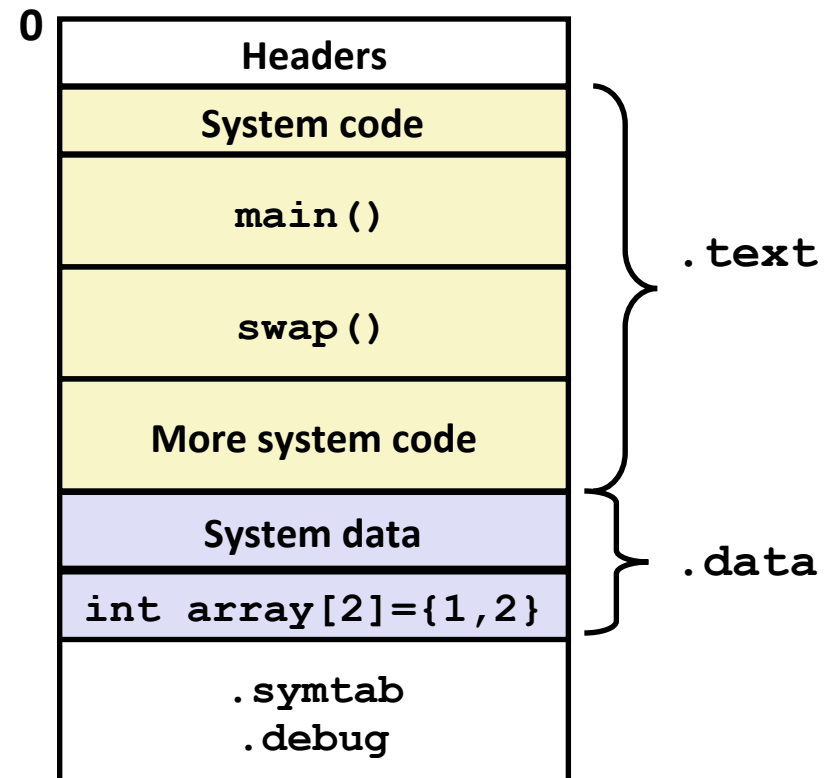 0
Headers
System code
main()
swap()
More system code
.text
System data
int array[2]={1,2}
.data
.symtab
.debug